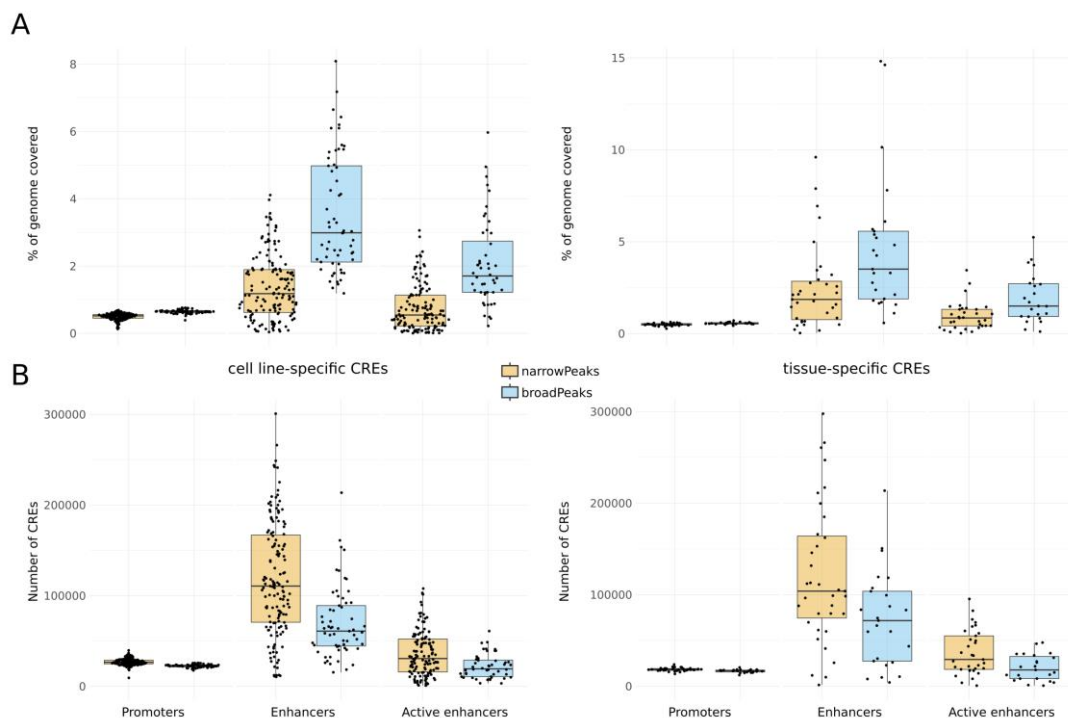 A
% of genome covered
8
6
4
2
0
% of genome covered
15
10
5
0
B
cell line-specific CREs
narrowPeaks
broadPeaks
tissue-specific CREs
Number of CREs
300000
200000
100000
0
Promoters Enhancers Active enhancers
Number of CREs
300000
200000
100000
0
Promoters Enhancers Active enhancers